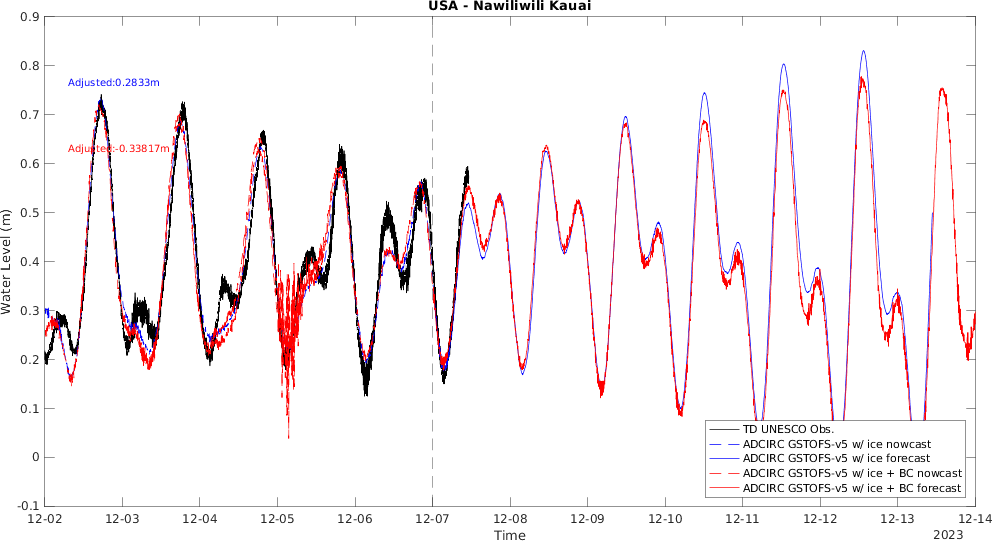 USA - Nawiliwili Kauai
0.9
0.8
Adjusted:0.2833m
0.7
Adjusted:-0.33817m
0.6
0.5
0.4
0.3
0.2
0.1
0
-0.1
Water Level (m)
TD UNESCO Obs.
ADCIRC GSTOFS-v5 w/ ice nowcast
ADCIRC GSTOFS-v5 w/ ice forecast
ADCIRC GSTOFS-v5 w/ ice + BC nowcast
ADCIRC GSTOFS-v5 w/ ice + BC forecast
12-02 12-03 12-04 12-05 12-06 12-07 12-08 12-09 12-10 12-11 12-12 12-13 12-14
Time
2023